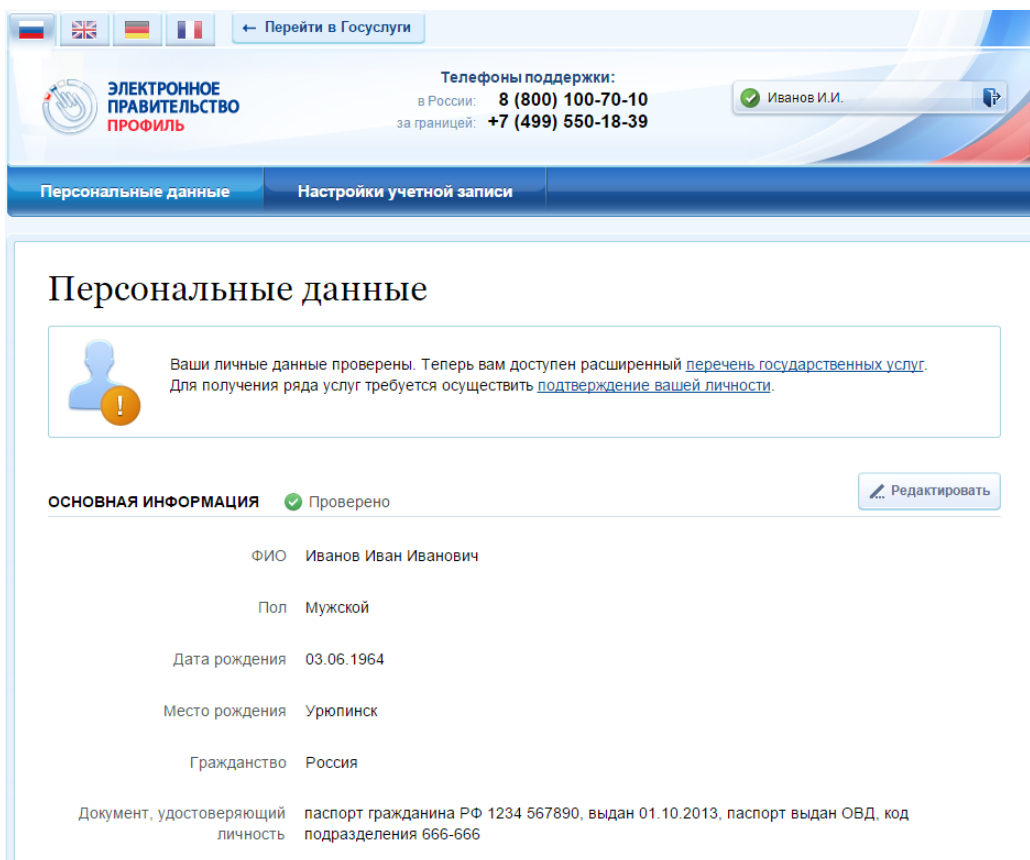 ← Перейти в Госуслуги
ЭЛЕКТРОННОЕ
ПРАВИТЕЛЬСТВО
ПРОФИЛЬ
Телефоны поддержки:
в России: 8 (800) 100-70-10
за границей: +7 (499) 550-18-39
Иванов И.И.
Персональные данные Настройки учетной записи
Персональные данные
Ваши личные данные проверены. Теперь вам доступен расширенный перечень государственных услуг.
Для получения ряда услуг требуется осуществить подтверждение вашей личности.
ОСНОВНАЯ ИНФОРМАЦИЯ Проверено Редактировать
ФИО Иванов Иван Иванович
Пол Мужской
Дата рождения 03.06.1964
Место рождения Урюпинск
Гражданство Россия
Документ, удостоверяющий паспорт гражданина РФ 1234 567890, выдан 01.10.2013, паспорт выдан ОВД, код
личность подразделения 666-666